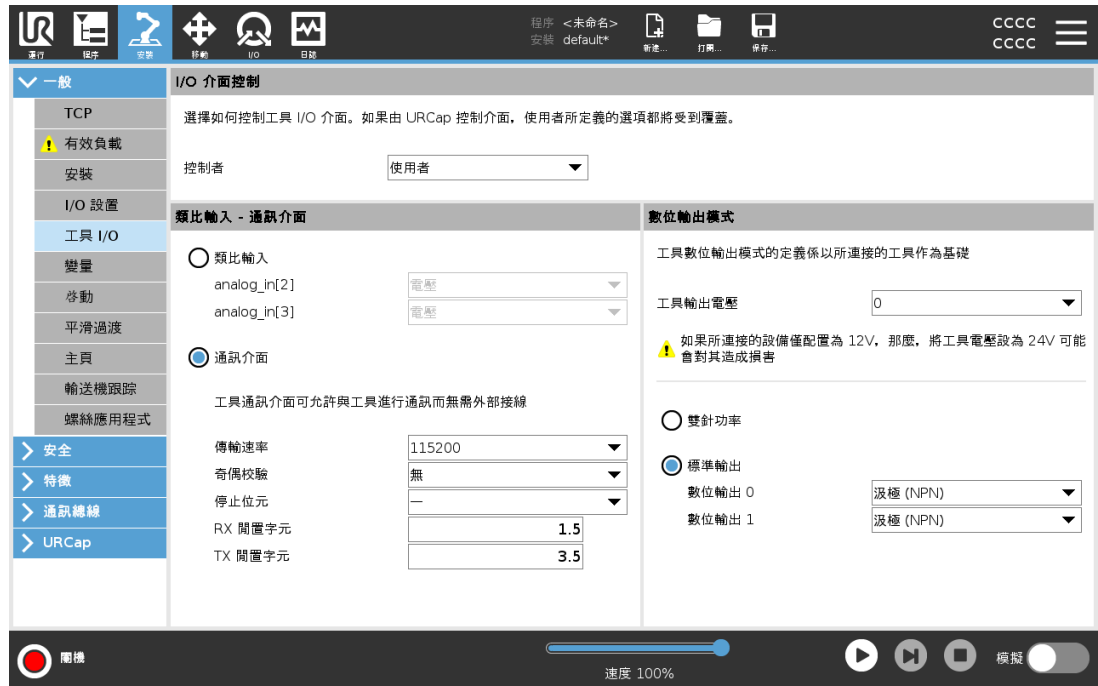 程序 <未命名>
安裝 default*
運行
程序
安裝
移動
I/O
日誌
新建...
打開...
保存...
CCCC
CCCC
一般
TCP
有效負載
安裝
I/O 設置
工具 I/O
變量
啓動
平滑過渡
主頁
輸送機跟踪
螺絲應用程式
安全
特徵
通訊總線
URCap
I/O 介面控制
選擇如何控制工具 I/O 介面。如果由 URCap 控制介面，使用者所定義的選項都將受到覆蓋。
控制者 使用者
類比輸入 - 通訊介面
類比輸入
analog_in[2] 電壓
analog_in[3] 電壓
通訊介面
工具通訊介面可允許與工具進行通訊而無需外部接線
傳輸速率 115200
奇偶校驗 無
停止位元 一
RX 閒置字元 1.5
TX 閒置字元 3.5
數位輸出模式
工具數位輸出模式的定義係以所連接的工具作為基礎
工具輸出電壓 0
如果所連接的設備僅配置為 12V，那麼，將工具電壓設為 24V 可能
會對其造成損害
雙針功率
標準輸出
數位輸出 0 汲極 (NPN)
數位輸出 1 汲極 (NPN)
關機
速度 100%
模擬